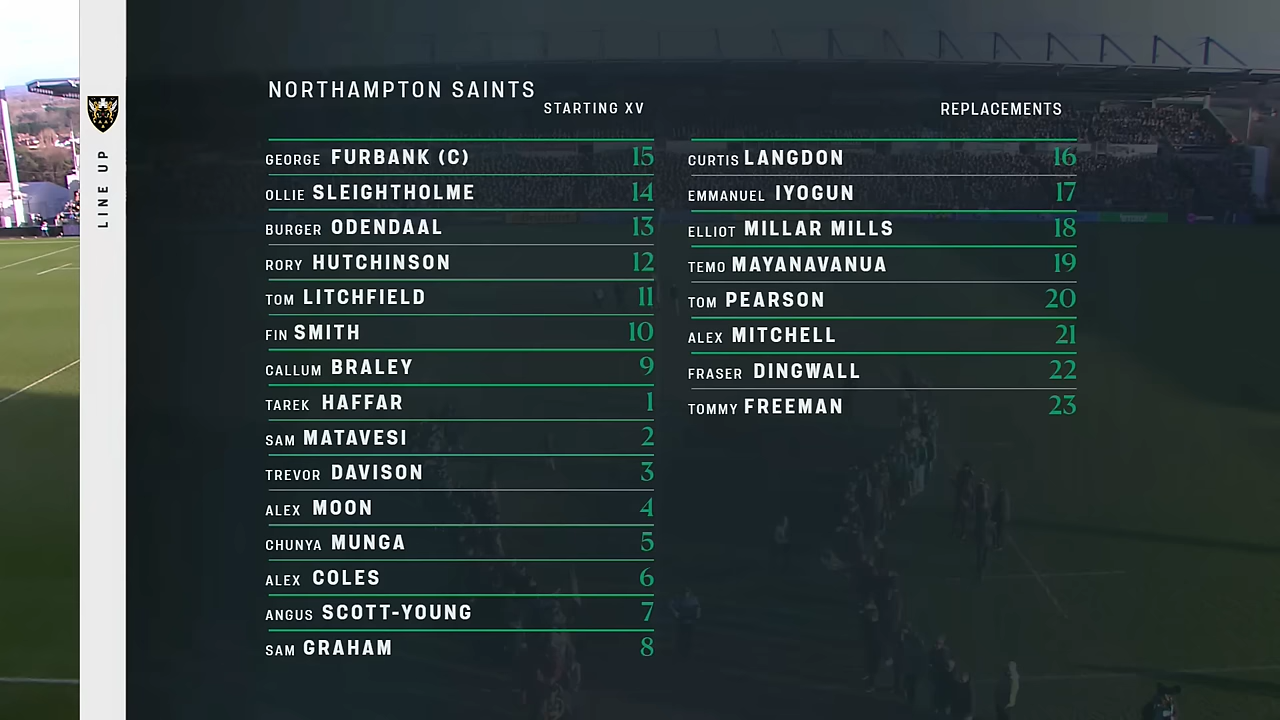 LINE UP
NORTHAMPTON SAINTS
STARTING XV
GEORGE FURBANK (C) 15
OLLIE SLEIGHTHOLME 14
BURGER ODENDAAL 13
RORY HUTCHINSON 12
TOM LITCHFIELD 11
FIN SMITH 10
CALLUM BRALEY 9
TAREK HAFFAR 1
SAM MATAVESI 2
TREVOR DAVISON 3
ALEX MOON 4
CHUNYA MUNGA 5
ALEX COLES 6
ANGUS SCOTT-YOUNG 7
SAM GRAHAM 8
REPLACEMENTS
CURTIS LANGDON 16
EMMANUEL IYOGUN 17
ELLIOT MILLAR MILLS 18
TEMO MAYANAVANUA 19
TOM PEARSON 20
ALEX MITCHELL 21
FRASER DINGWALL 22
TOMMY FREEMAN 23